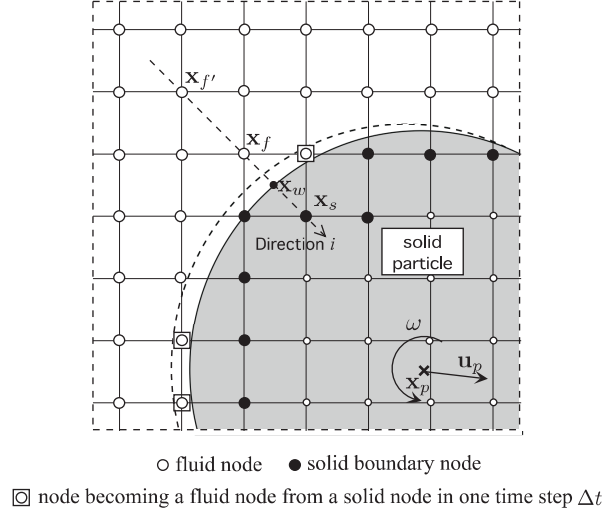 x_f'
x_f
x_w
x_s
Direction i
solid
particle
ω
u_p
x_p
fluid node
solid boundary node
node becoming a fluid node from a solid node in one time step Δt